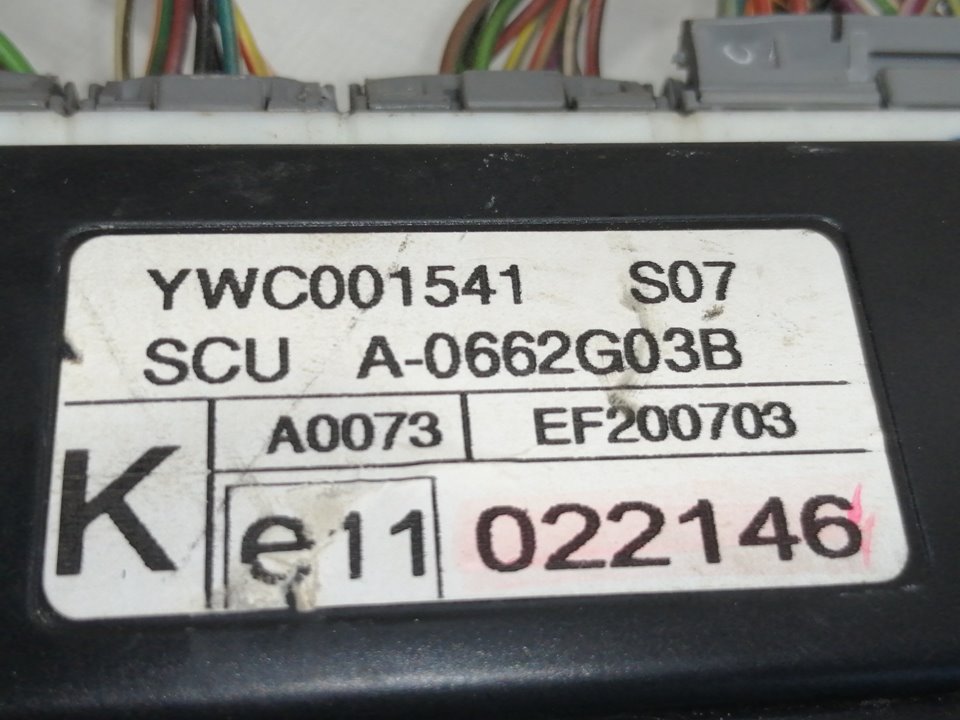 YWC001541 S07
SCU A-0662G03B
K A0073 EF200703
e11 022146